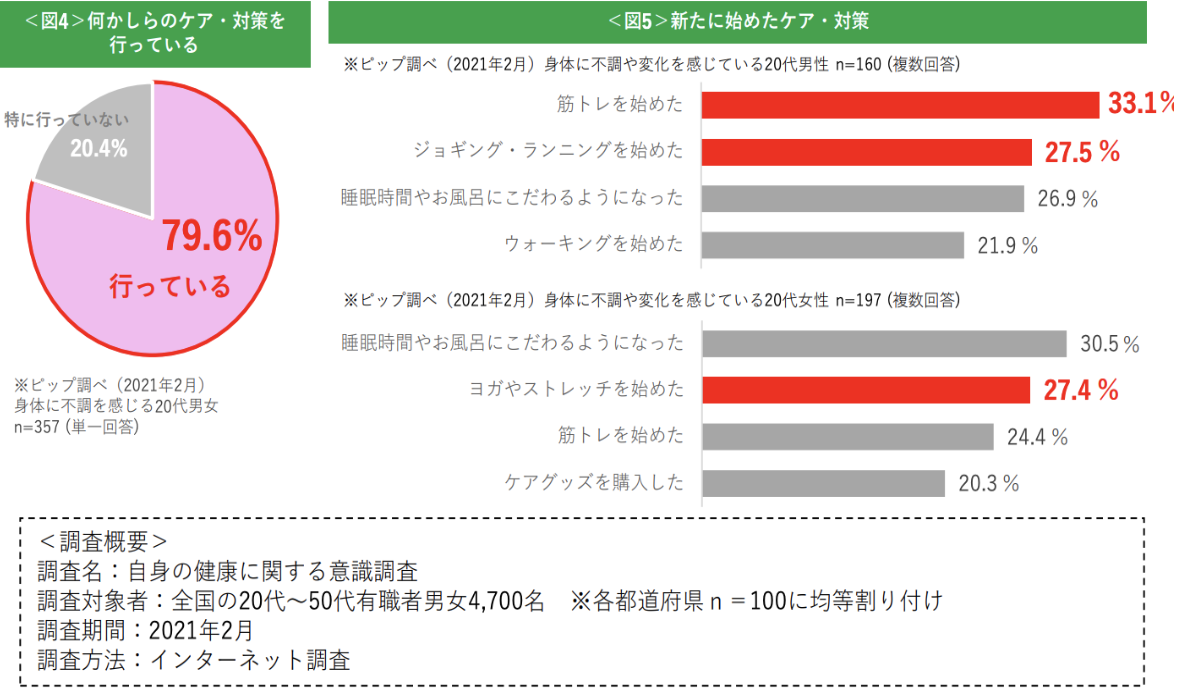 ＜図4＞何かしらのケア・対策を
行っている
特に行っていない
20.4%
79.6%
行っている
※ピップ調べ（2021年2月）
身体に不調を感じる20代男女
n=357 (単一回答)
＜図5＞新たに始めたケア・対策
※ピップ調べ（2021年2月）身体に不調や変化を感じている20代男性 n=160 (複数回答)
筋トレを始めた 33.1%
ジョギング・ランニングを始めた 27.5 %
睡眠時間やお風呂にこだわるようになった 26.9 %
ウォーキングを始めた 21.9 %
※ピップ調べ（2021年2月）身体に不調や変化を感じている20代女性 n=197 (複数回答)
睡眠時間やお風呂にこだわるようになった 30.5 %
ヨガやストレッチを始めた 27.4 %
筋トレを始めた 24.4 %
ケアグッズを購入した 20.3 %
＜調査概要＞
調査名：自身の健康に関する意識調査
調査対象者：全国の20代～50代有職者男女4,700名　※各都道府県ｎ＝100に均等割り付け
調査期間：2021年2月
調査方法：インターネット調査